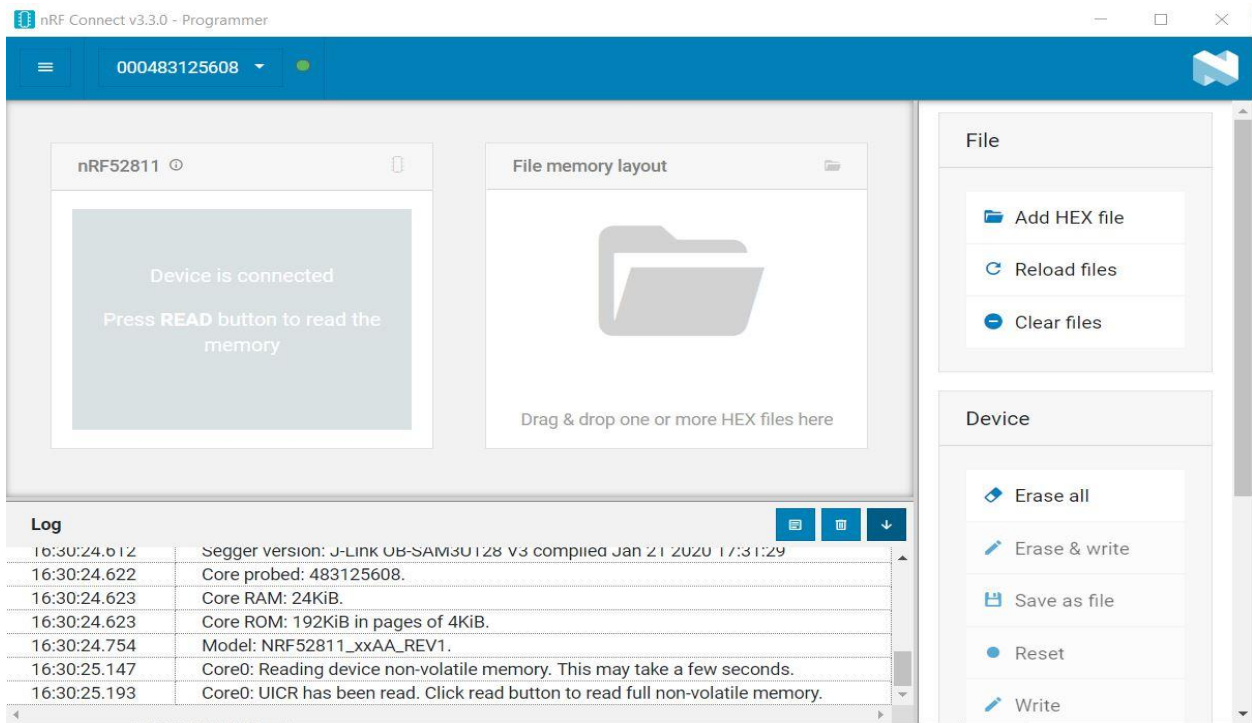 nRF Connect v3.3.0 - Programmer
000483125608
nRF52811
Device is connected
Press READ button to read the
memory
File memory layout
Drag & drop one or more HEX files here
File
Add HEX file
Reload files
Clear files
Device
Erase all
Erase & write
Save as file
Reset
Write
Log
16:30:24.612 Segger version: J-Link OB-SAM3U128 V3 compiled Jan 21 2020 17:31:29
16:30:24.622 Core probed: 483125608.
16:30:24.623 Core RAM: 24KiB.
16:30:24.623 Core ROM: 192KiB in pages of 4KiB.
16:30:24.754 Model: NRF52811_xxAA_REV1.
16:30:25.147 Core0: Reading device non-volatile memory. This may take a few seconds.
16:30:25.193 Core0: UICR has been read. Click read button to read full non-volatile memory.